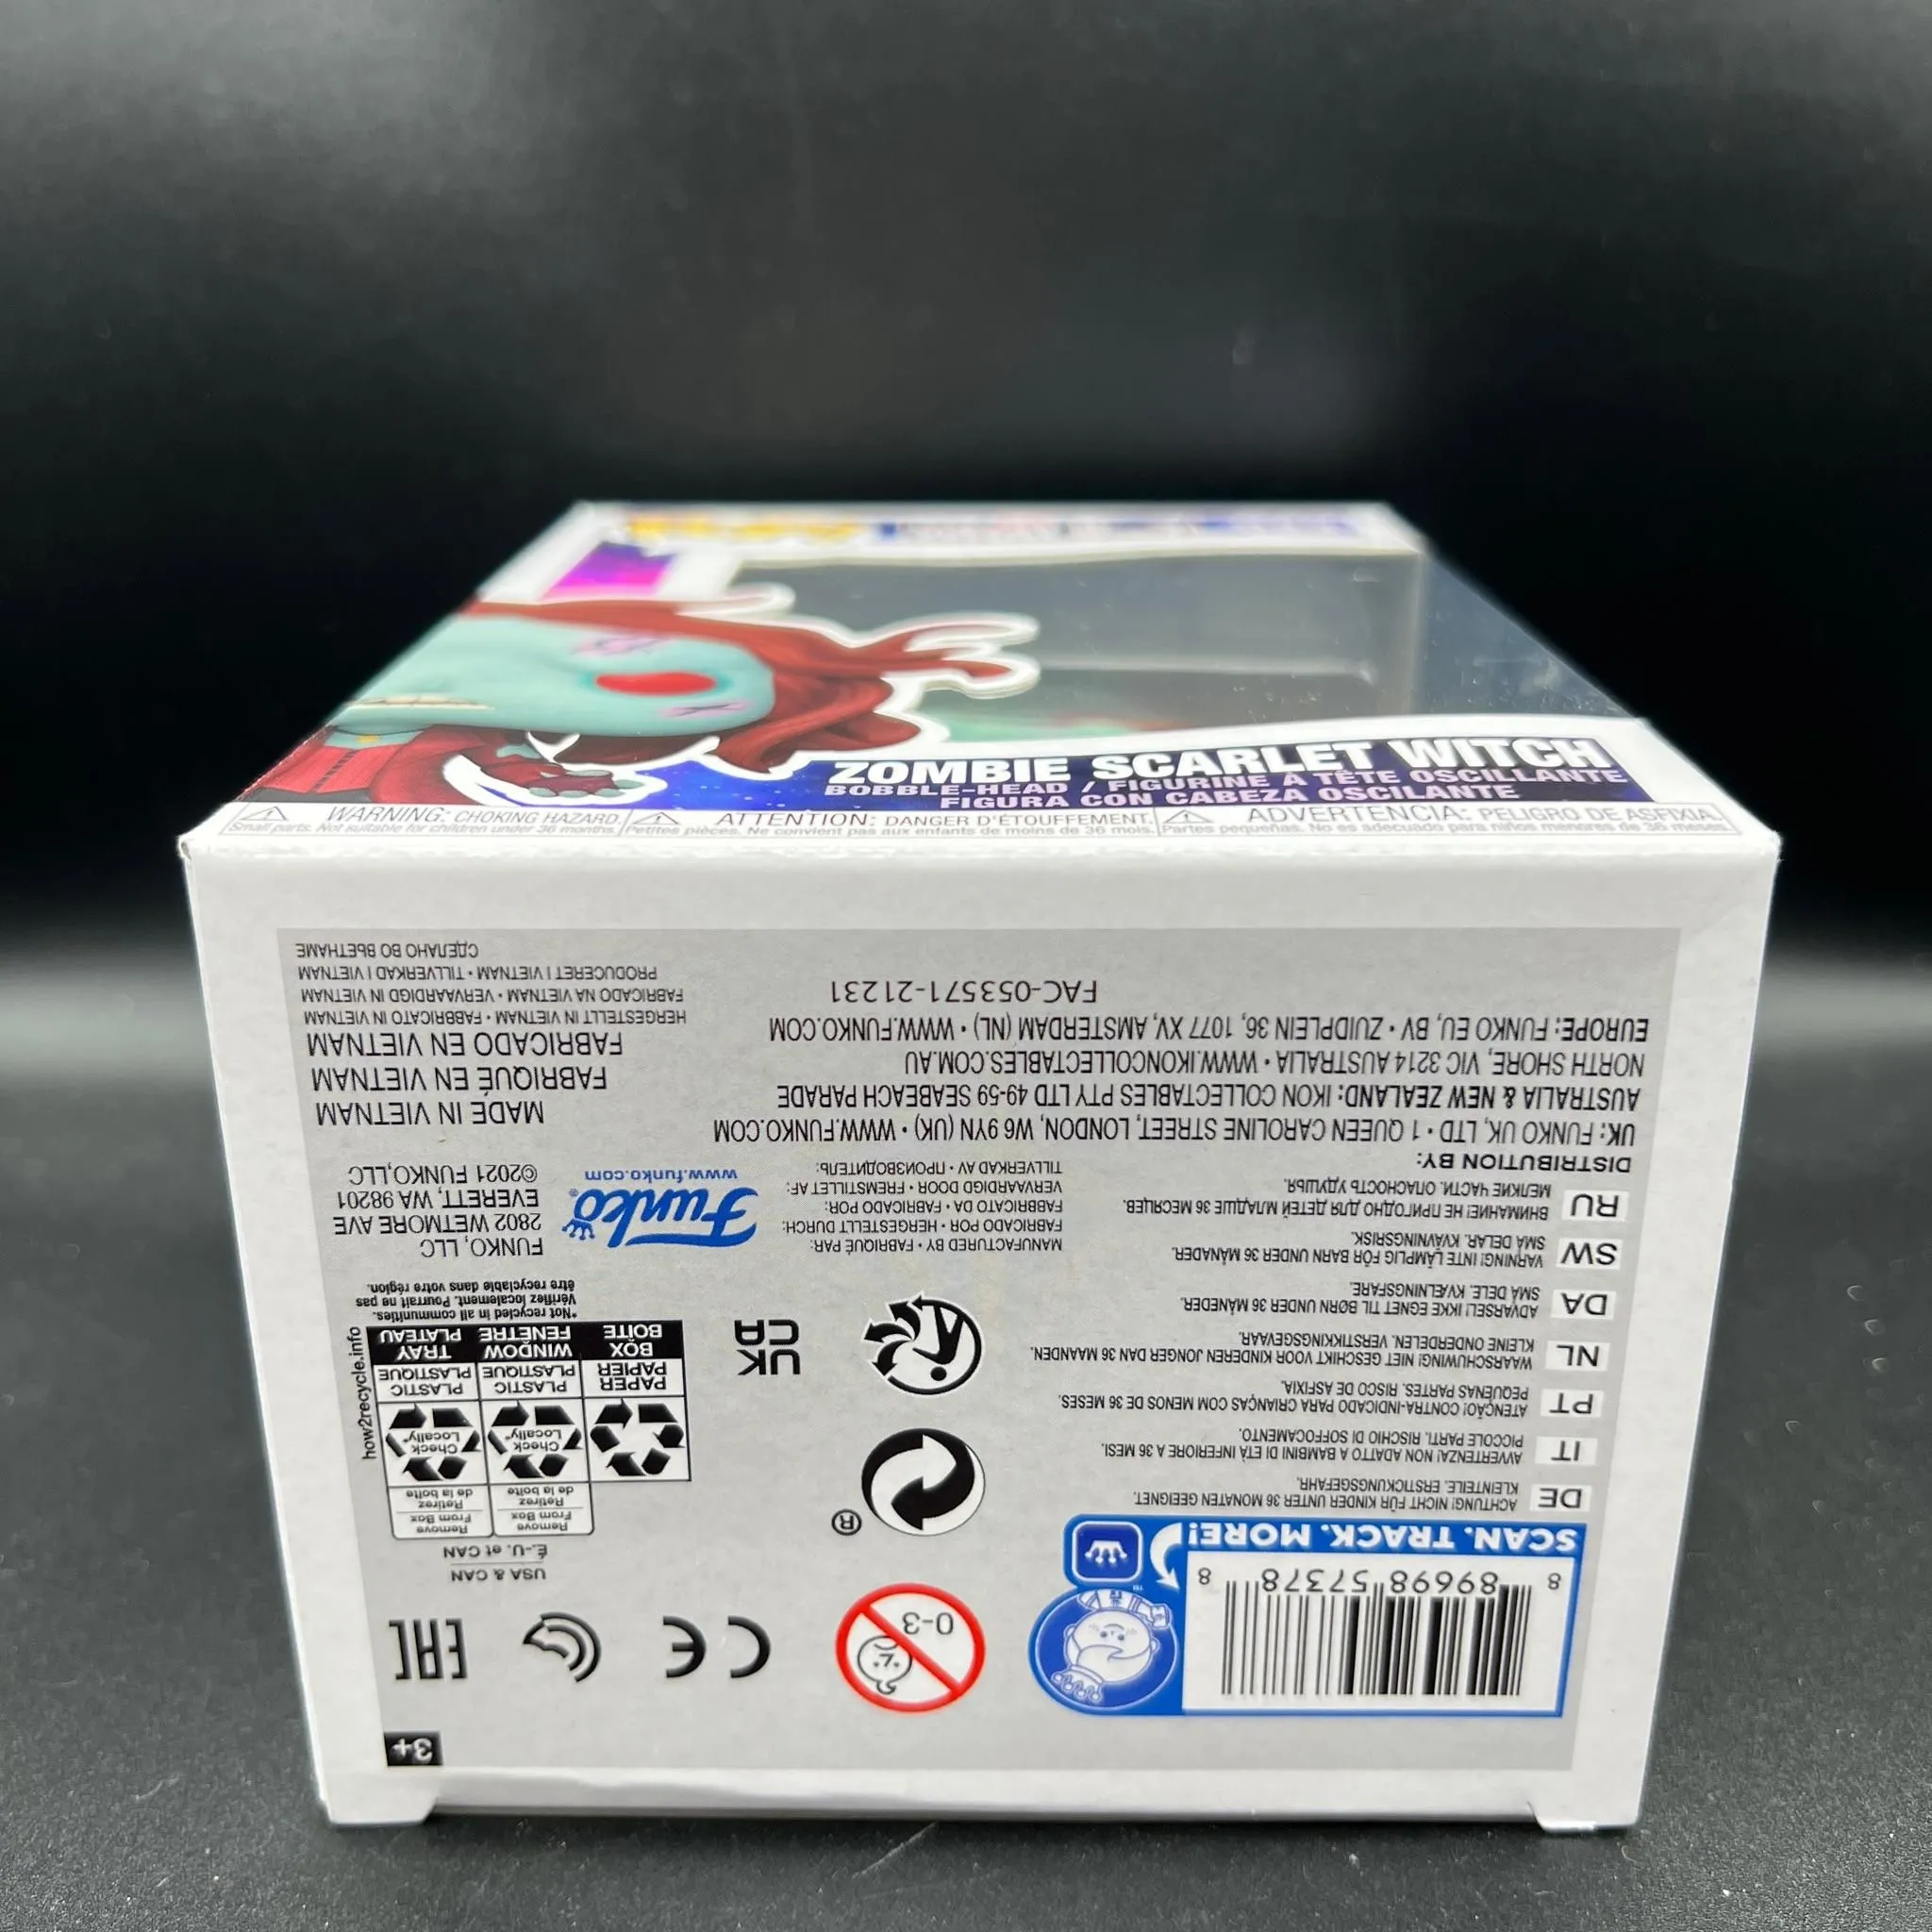 ZOMBIE SCARLET WITCH
BOBBLE-HEAD / FIGURINE À TÊTE OSCILLANTE
FIGURA CON CABEZA OSCILANTE
WARNING: CHOKING HAZARD.
Small parts. Not suitable for children under 36 months.
ATTENTION: DANGER D'ÉTOUFFEMENT.
Petites pièces. Ne convient pas aux enfants de moins de 36 mois.
ADVERTENCIA: PELIGRO DE ASFIXIA.
Partes pequeñas. No es adecuado para niños menores de 36 meses.
3+
8 89698 57378 8
SCAN. TRACK. MORE!
TM
0-3
CE
EAC
USA & CAN
É.-U. et CAN
Remove
From Box
Retirez
de la boîte
Remove
From Box
Retirez
de la boîte
Check
Locally*
Check
Locally*
PAPER
PAPIER
BOX
BOÎTE
PLASTIC
PLASTIQUE
WINDOW
FENÊTRE
PLASTIC
PLASTIQUE
TRAY
PLATEAU
how2recycle.info
*Not recycled in all communities.
Vérifiez localement. Pourrait ne pas
être recyclable dans votre région.
®
UK
CA
DE
ACHTUNG! NICHT FÜR KINDER UNTER 36 MONATEN GEEIGNET.
KLEINTEILE. ERSTICKUNGSGEFAHR.
IT
AVVERTENZA! NON ADATTO A BAMBINI DI ETÀ INFERIORE A 36 MESI.
PICCOLE PARTI. RISCHIO DI SOFFOCAMENTO.
PT
ATENÇÃO! CONTRA-INDICADO PARA CRIANÇAS COM MENOS DE 36 MESES.
PEQUENAS PARTES. RISCO DE ASFIXIA.
NL
WAARSCHUWING! NIET GESCHIKT VOOR KINDEREN JONGER DAN 36 MAANDEN.
KLEINE ONDERDELEN. VERSTIKKINGSGEVAAR.
DA
ADVARSEL! IKKE EGNET TIL BØRN UNDER 36 MÅNEDER.
SMÅ DELE. KVÆLNINGSFARE.
SW
VARNING! INTE LÄMPLIG FÖR BARN UNDER 36 MÅNADER.
SMÅ DELAR. KVÄVNINGSRISK.
RU
ВНИМАНИЕ! НЕ ПРИГОДНО ДЛЯ ДЕТЕЙ МЛАДШЕ 36 МЕСЯЦЕВ.
МЕЛКИЕ ЧАСТИ. ОПАСНОСТЬ УДУШЬЯ.
MANUFACTURED BY • FABRIQUÉ PAR:
FABRICADO POR • HERGESTELLT DURCH:
FABBRICATO DA • FABRICADO POR:
VERVAARDIGD DOOR • FREMSTILLET AF:
TILLVERKAD AV • ПРОИЗВОДИТЕЛЬ:
Funko®
www.funko.com
FUNKO, LLC
2802 WETMORE AVE
EVERETT, WA 98201
©2021 FUNKO,LLC
DISTRIBUTION BY:
UK: FUNKO UK, LTD • 1 QUEEN CAROLINE STREET, LONDON, W6 9YN (UK) • WWW.FUNKO.COM
AUSTRALIA & NEW ZEALAND: IKON COLLECTABLES PTY LTD 49-59 SEABEACH PARADE
NORTH SHORE, VIC 3214 AUSTRALIA • WWW.IKONCOLLECTABLES.COM.AU
EUROPE: FUNKO EU, BV • ZUIDPLEIN 36, 1077 XV, AMSTERDAM (NL) • WWW.FUNKO.COM
FAC-053571-21231
MADE IN VIETNAM
FABRIQUÉ EN VIETNAM
FABRICADO EN VIETNAM
HERGESTELLT IN VIETNAM • FABBRICATO IN VIETNAM
FABRICADO NA VIETNAM • VERVAARDIGD IN VIETNAM
PRODUCERET I VIETNAM • TILLVERKAD I VIETNAM
СДЕЛАНО ВО ВЬЕТНАМЕ